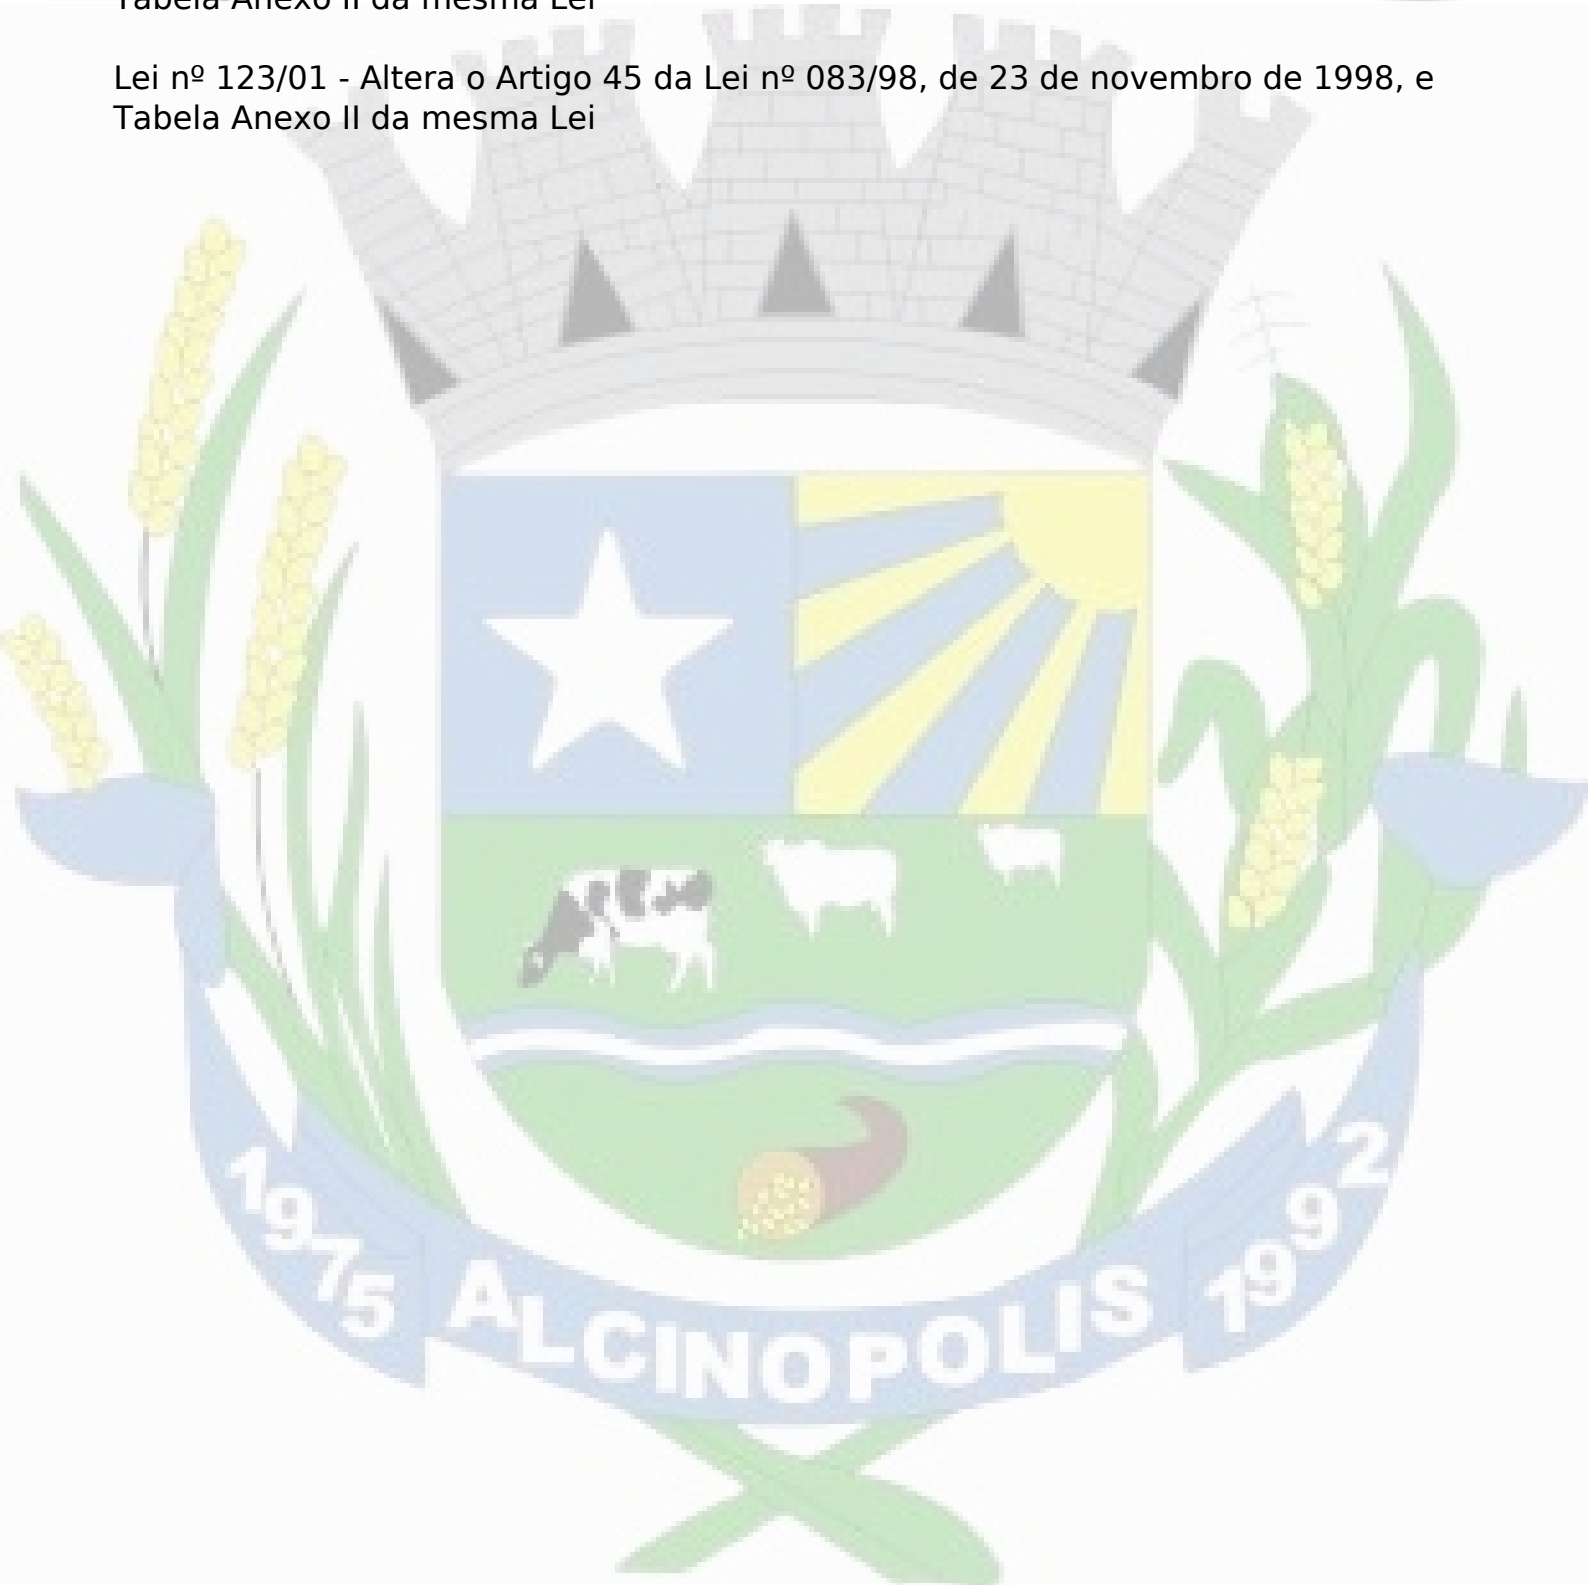 Tabela Anexo II da mesma Lei
Lei nº 123/01 - Altera o Artigo 45 da Lei nº 083/98, de 23 de novembro de 1998, e
Tabela Anexo II da mesma Lei
1975 ALCINOPOLIS 1992